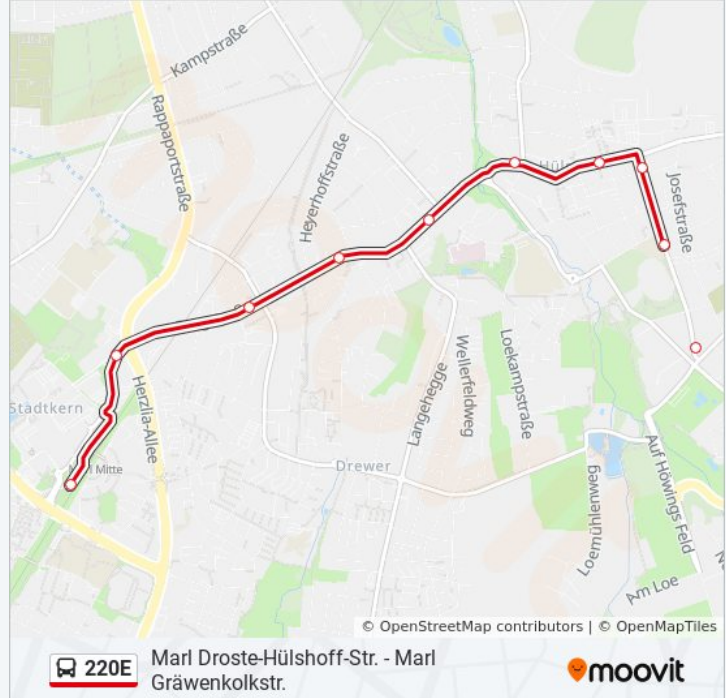 Kampstraße
Rappaportstraße
Heyerhoffstraße
Josefstraße
Herzlia-Allee
Stadtkern
Mitte
Drewer
Langehegge
Wellerfeldweg
Loekampstraße
Loemühlenweg
Auf Höwings Feld
Am Loe
© OpenStreetMap contributors | © OpenMapTiles
220E
Marl Droste-Hülshoff-Str. - Marl
Gräwenkolkstr.
moovit